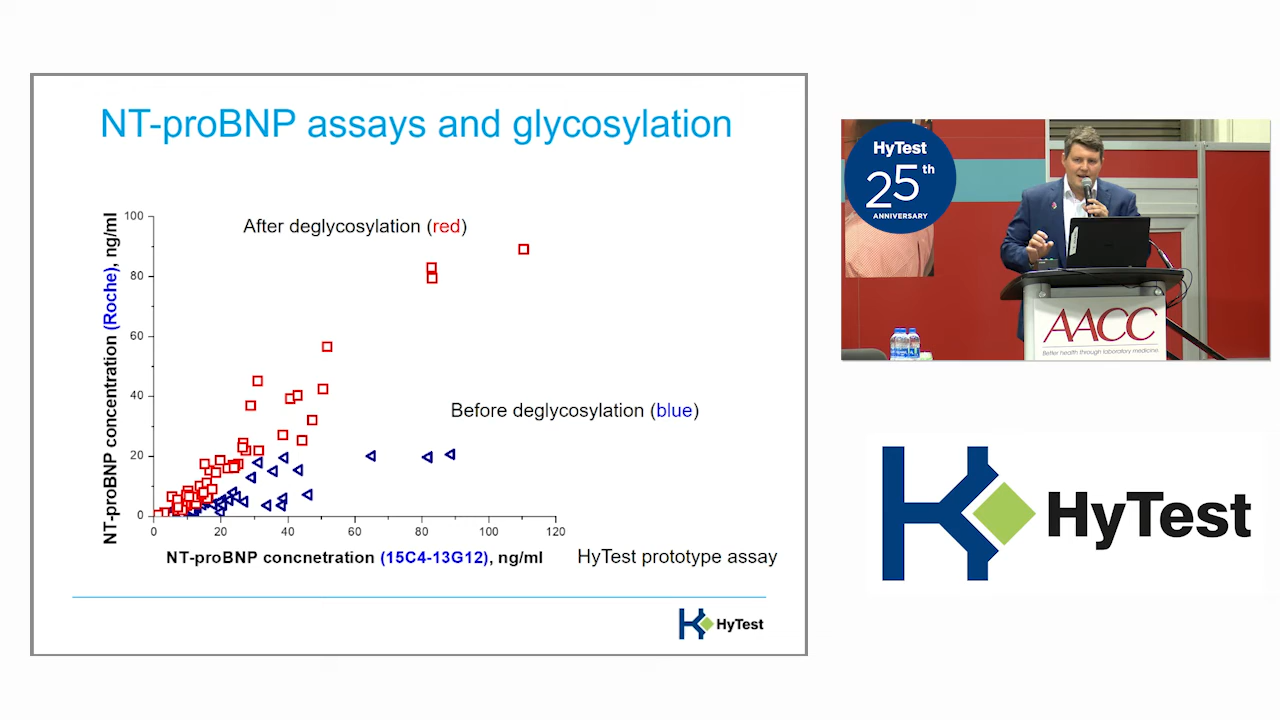 NT-proBNP assays and glycosylation
After deglycosylation (red)
Before deglycosylation (blue)
NT-proBNP concentration (Roche), ng/ml
100
80
60
40
20
0
0 20 40 60 80 100 120
NT-proBNP concnetration (15C4-13G12), ng/ml
HyTest prototype assay
HyTest
HyTest
25th
ANNIVERSARY
AACC
Better health through laboratory medicine.
HyTest